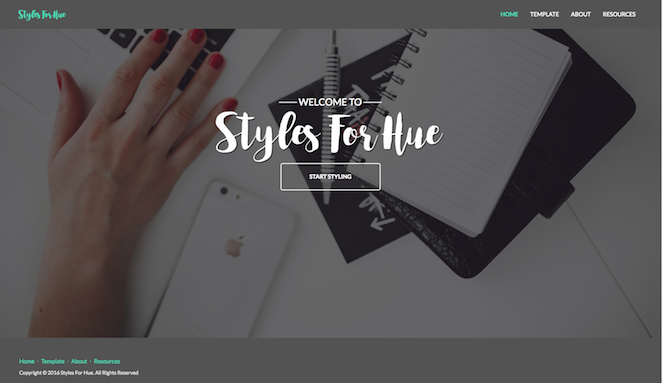 Styles For Hue
HOME TEMPLATE ABOUT RESOURCES
WELCOME TO
Styles For Hue
START STYLING
Home - Template - About - Resources
Copyright © 2016 Styles For Hue. All Rights Reserved